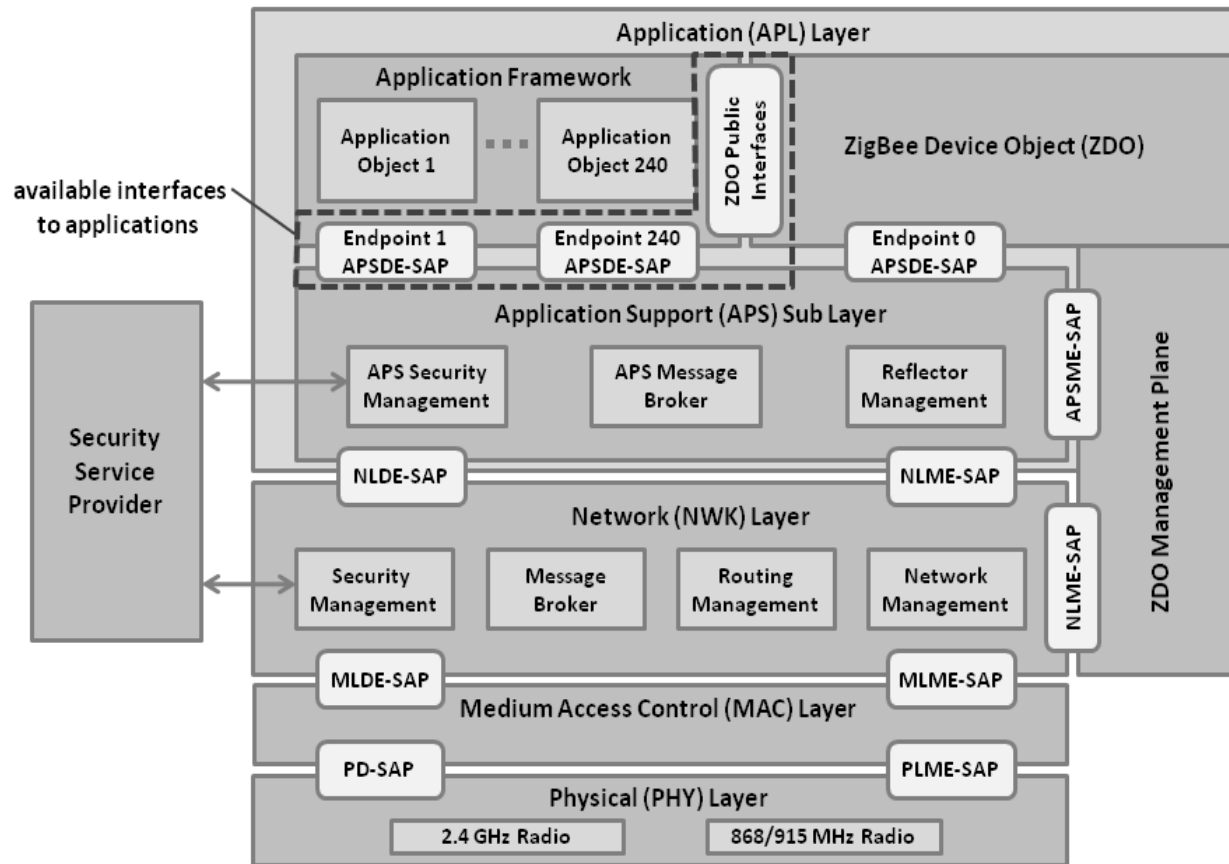 Application (APL) Layer
Application Framework
Application
Object 1
Application
Object 240
ZDO Public
Interfaces
ZigBee Device Object (ZDO)
available interfaces
to applications
Endpoint 1
APSDE-SAP
Endpoint 240
APSDE-SAP
Endpoint 0
APSDE-SAP
Application Support (APS) Sub Layer
APS Security
Management
APS Message
Broker
Reflector
Management
APSME-SAP
Security
Service
Provider
ZDO Management Plane
NLDE-SAP
NLME-SAP
Network (NWK) Layer
Security
Management
Message
Broker
Routing
Management
Network
Management
NLME-SAP
MLDE-SAP
MLME-SAP
Medium Access Control (MAC) Layer
PD-SAP
PLME-SAP
Physical (PHY) Layer
2.4 GHz Radio
868/915 MHz Radio